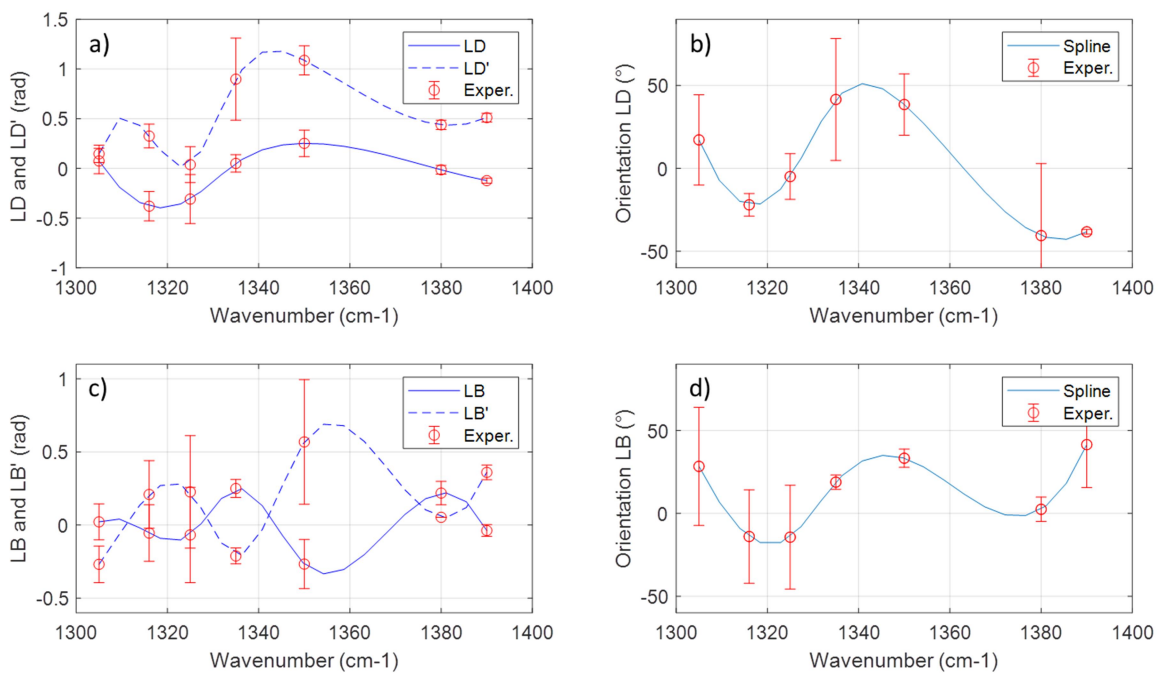 a)
LD and LD' (rad)
1.5
1
0.5
0
-0.5
-1
LD
LD'
Exper.
1300 1320 1340 1360 1380 1400
Wavenumber (cm-1)
b)
Orientation LD (°)
50
0
-50
Spline
Exper.
1300 1320 1340 1360 1380 1400
Wavenumber (cm-1)
c)
LB and LB' (rad)
1
0.5
0
-0.5
LB
LB'
Exper.
1300 1320 1340 1360 1380 1400
Wavenumber (cm-1)
d)
Orientation LB (°)
50
0
-50
Spline
Exper.
1300 1320 1340 1360 1380 1400
Wavenumber (cm-1)